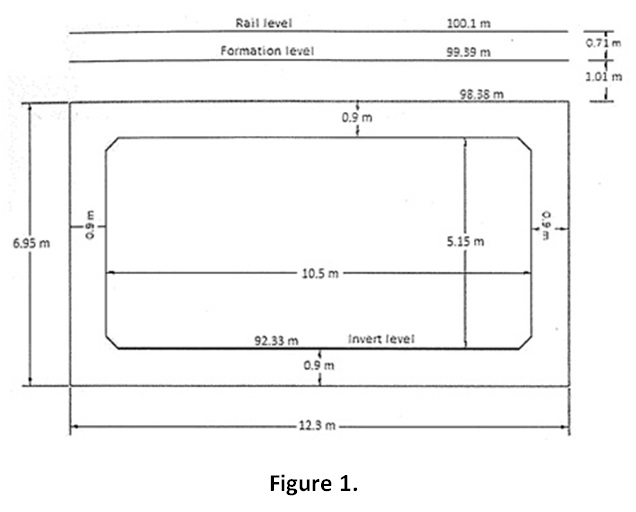 Rail level 100.1 m
0.71 m
Formation level 99.39 m
1.01 m
98.38 m
0.9 m
0.9 m
0.9 m
6.95 m
5.15 m
10.5 m
92.33 m Invert level
0.9 m
12.3 m
Figure 1.